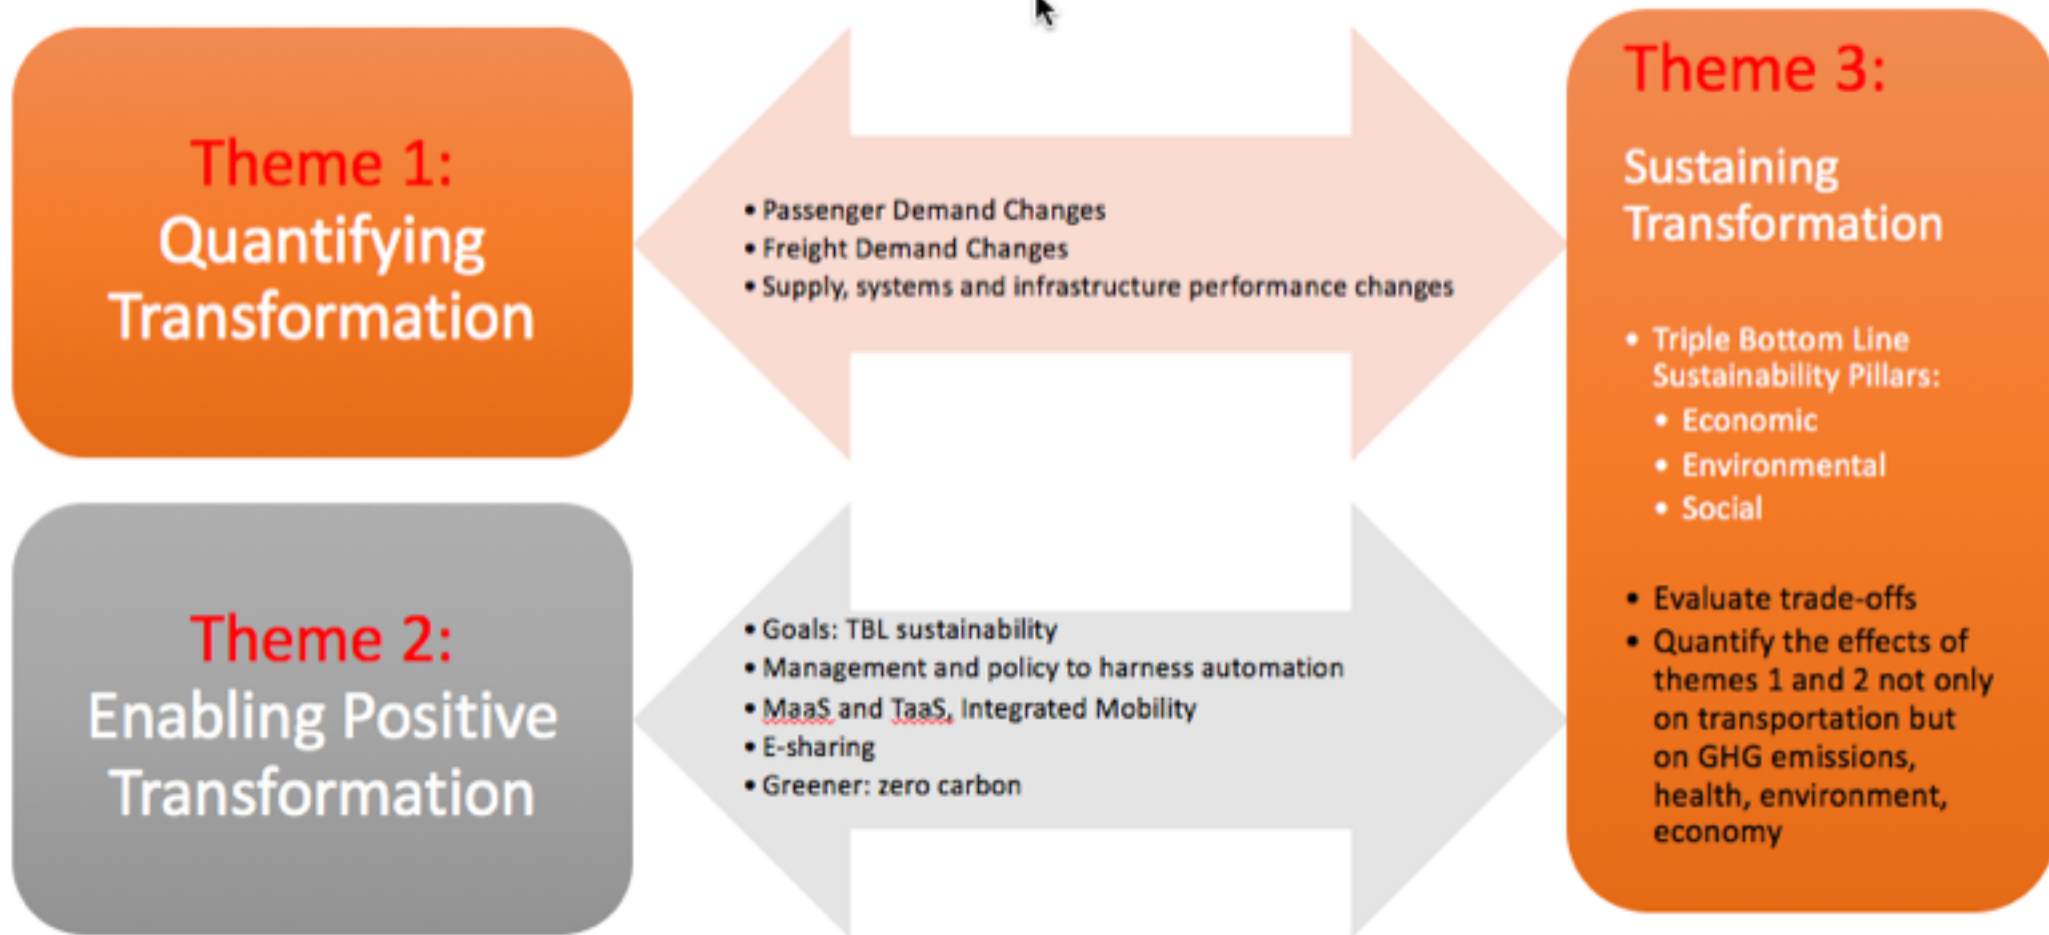 Theme 1:
Quantifying
Transformation
• Passenger Demand Changes
• Freight Demand Changes
• Supply, systems and infrastructure performance changes
Theme 2:
Enabling Positive
Transformation
• Goals: TBL sustainability
• Management and policy to harness automation
• MaaS and TaaS, Integrated Mobility
• E-sharing
• Greener: zero carbon
Theme 3:
Sustaining
Transformation
• Triple Bottom Line
Sustainability Pillars:
• Economic
• Environmental
• Social
• Evaluate trade-offs
• Quantify the effects of
themes 1 and 2 not only
on transportation but
on GHG emissions,
health, environment,
economy